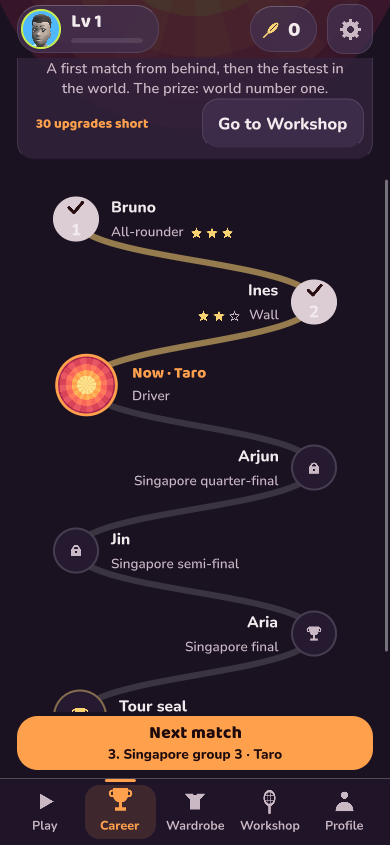 Lv 1
0
A first match from behind, then the fastest in
the world. The prize: world number one.
30 upgrades short
Go to Workshop
1
Bruno
All-rounder
Ines
Wall
2
Now · Taro
Driver
Arjun
Singapore quarter-final
Jin
Singapore semi-final
Aria
Singapore final
Tour seal
Next match
3. Singapore group 3 · Taro
Play
Career
Wardrobe
Workshop
Profile